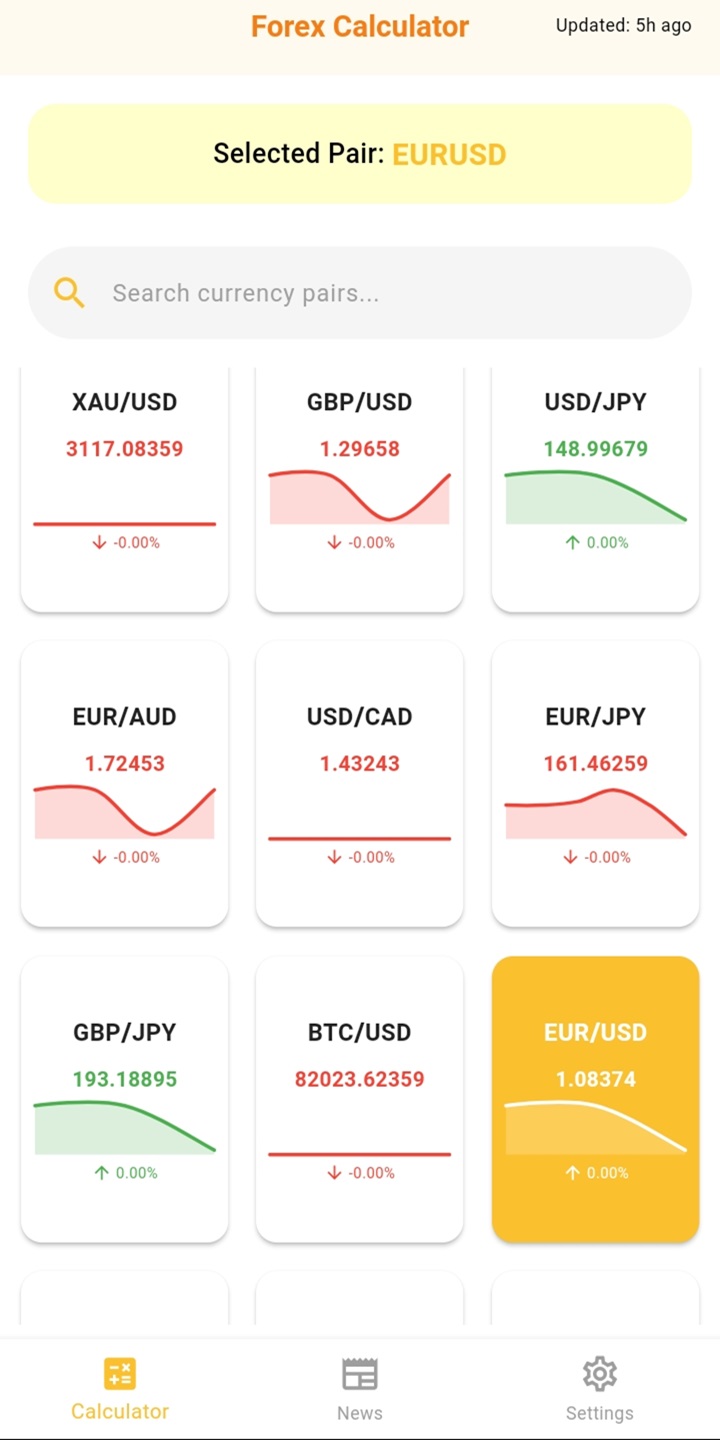 Forex Calculator
Updated: 5h ago
Selected Pair: EURUSD
Search currency pairs...
XAU/USD
3117.08359
-0.00%
GBP/USD
1.29658
-0.00%
USD/JPY
148.99679
0.00%
EUR/AUD
1.72453
-0.00%
USD/CAD
1.43243
-0.00%
EUR/JPY
161.46259
-0.00%
GBP/JPY
193.18895
0.00%
BTC/USD
82023.62359
-0.00%
EUR/USD
1.08374
0.00%
Calculator
News
Settings